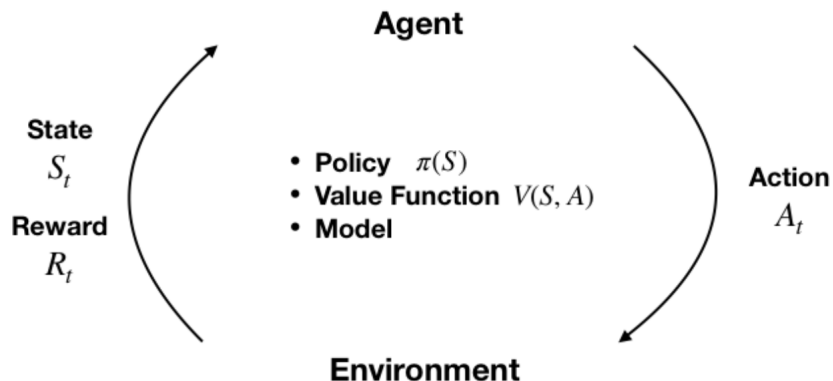 Agent
State
S_t
Reward
R_t
• Policy π(S)
• Value Function V(S, A)
• Model
Action
A_t
Environment